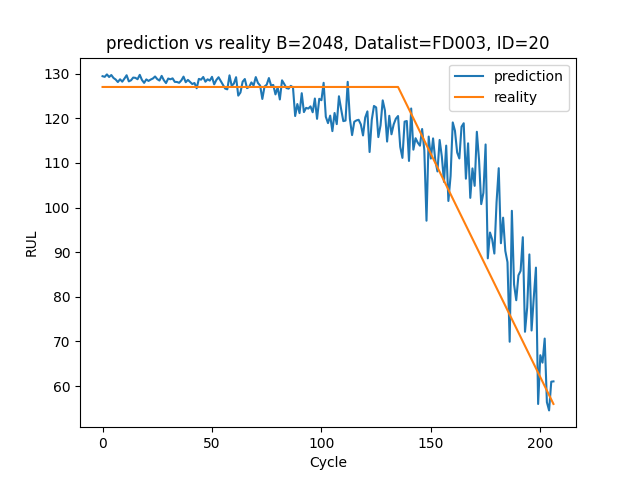 prediction vs reality B=2048, Datalist=FD003, ID=20
prediction
reality
130
120
110
100
90
80
70
60
RUL
0 50 100 150 200
Cycle